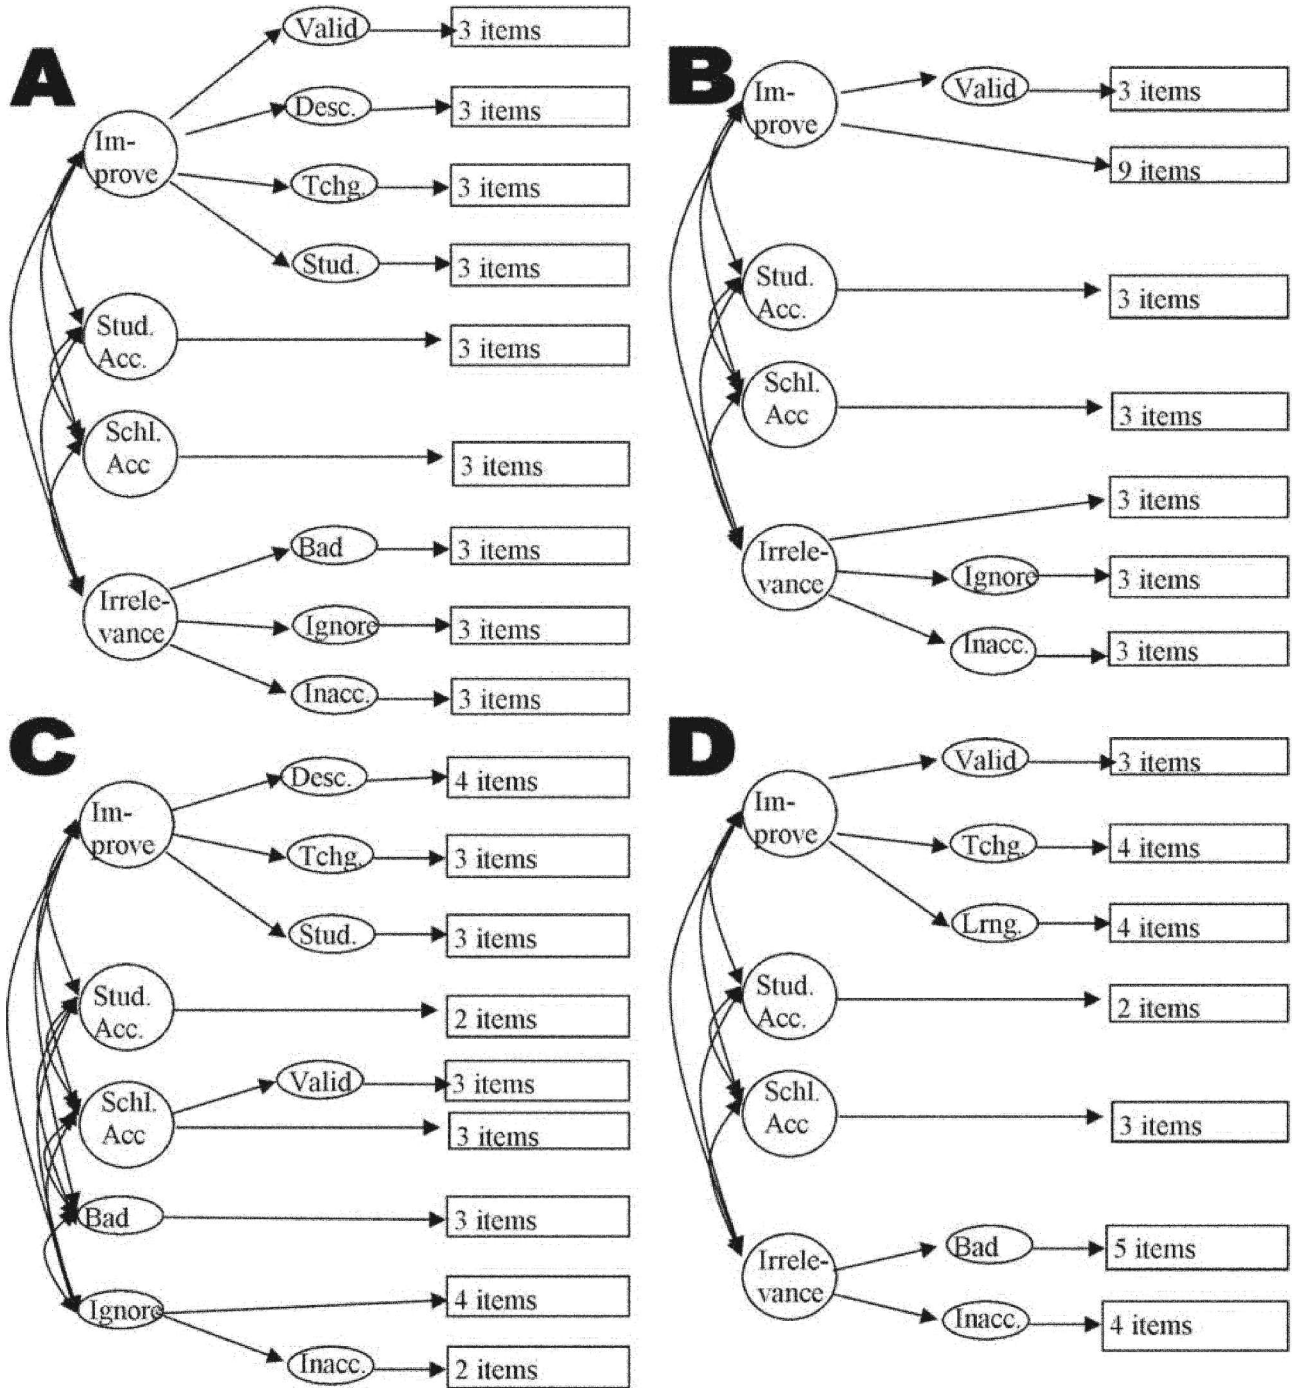 A
Valid
3 items
Desc.
3 items
Im-
prove
Tchg.
3 items
Stud.
3 items
Stud.
Acc.
3 items
Schl.
Acc
3 items
Bad
3 items
Irrele-
vance
Ignore
3 items
Inacc.
3 items
B
Im-
prove
Valid
3 items
9 items
Stud.
Acc.
3 items
Schl.
Acc
3 items
3 items
Irrele-
vance
Ignore
3 items
Inacc.
3 items
C
Desc.
4 items
Im-
prove
Tchg.
3 items
Stud.
3 items
Stud.
Acc.
2 items
Valid
3 items
Schl.
Acc
3 items
Bad
3 items
Ignore
4 items
Inacc.
2 items
D
Valid
3 items
Im-
prove
Tchg.
4 items
Lrng.
4 items
Stud.
Acc.
2 items
Schl.
Acc
3 items
Bad
5 items
Irrele-
vance
Inacc.
4 items